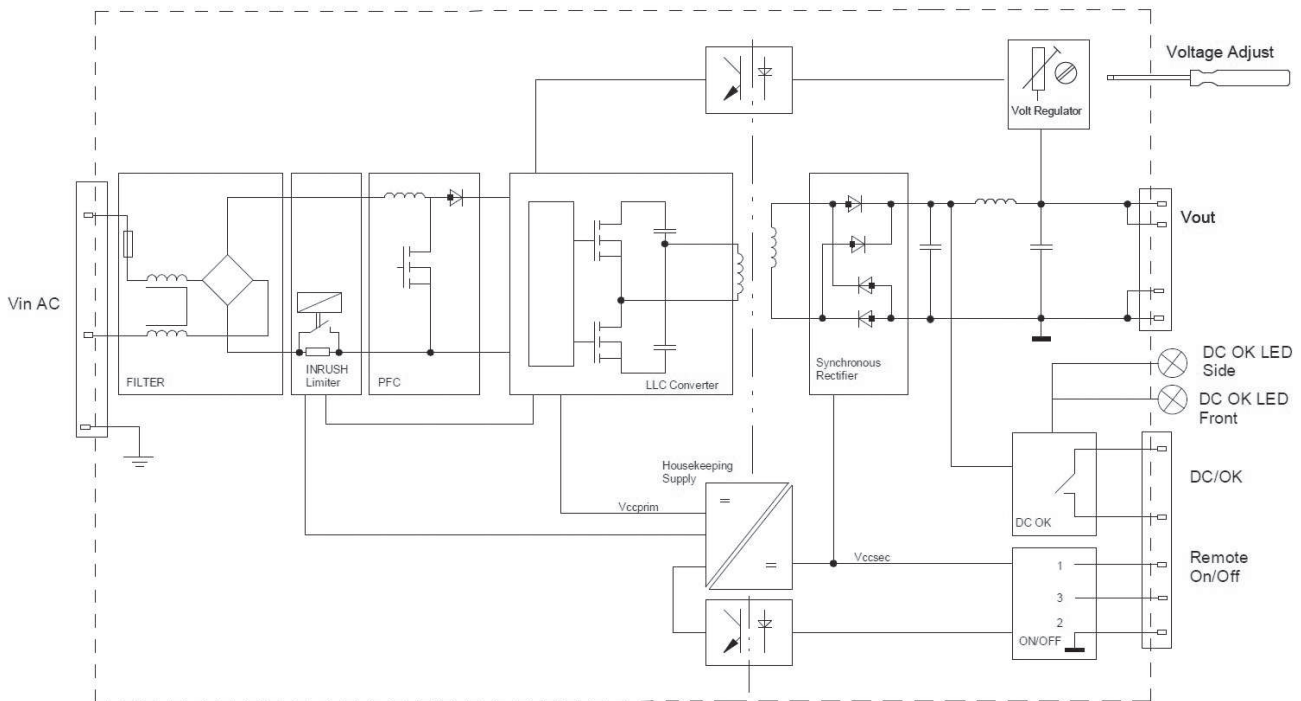 Voltage Adjust
Volt Regulator
Vin AC
FILTER
INRUSH
Limiter
PFC
LLC Converter
Synchronous
Rectifier
Vout
DC OK LED
Side
DC OK LED
Front
Housekeeping
Supply
Vccprim
Vccsec
DC OK
DC/OK
1
3
2
ON/OFF
Remote
On/Off